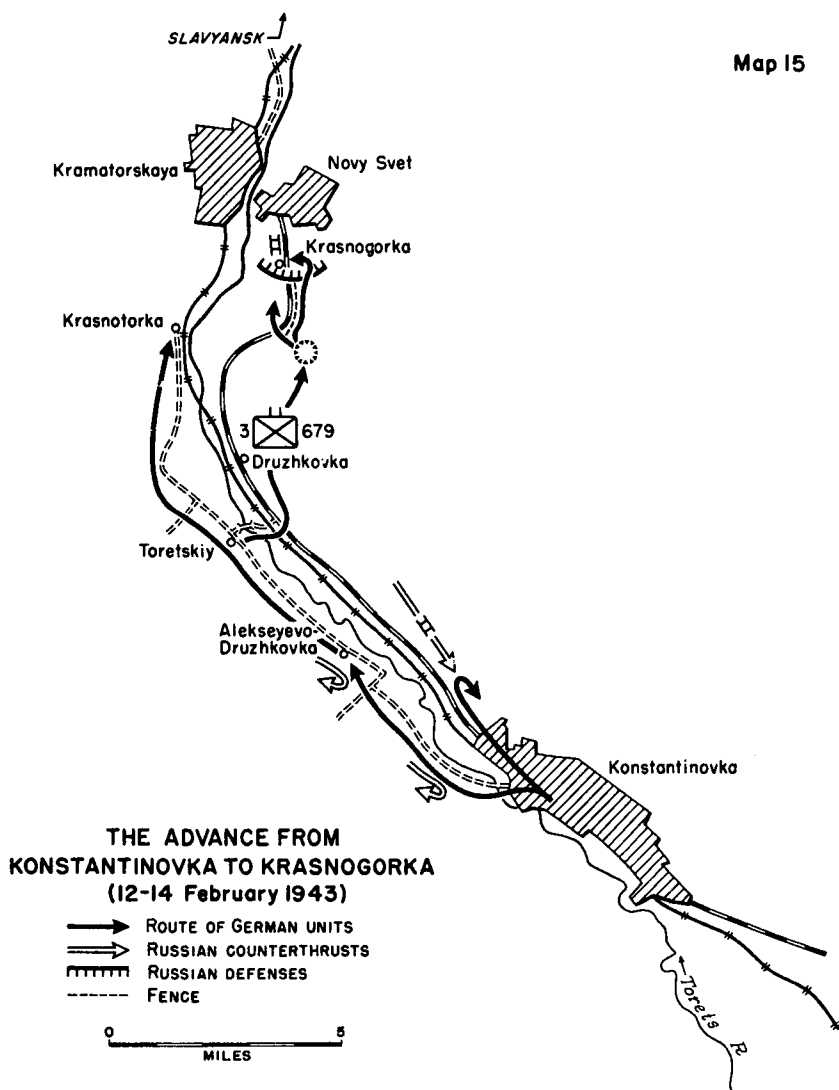 SLAVYANSK
Map 15
Kramatorskaya
Novy Svet
Krasnogorka
Krasnotorka
3 679
Druzhkovka
Toretskiy
Alekseyevo-
Druzhkovka
Konstantinovka
THE ADVANCE FROM
KONSTANTINOVKA TO KRASNOGORKA
(12-14 February 1943)
ROUTE OF GERMAN UNITS
RUSSIAN COUNTERTHRUSTS
RUSSIAN DEFENSES
FENCE
0 5
MILES
Torets R